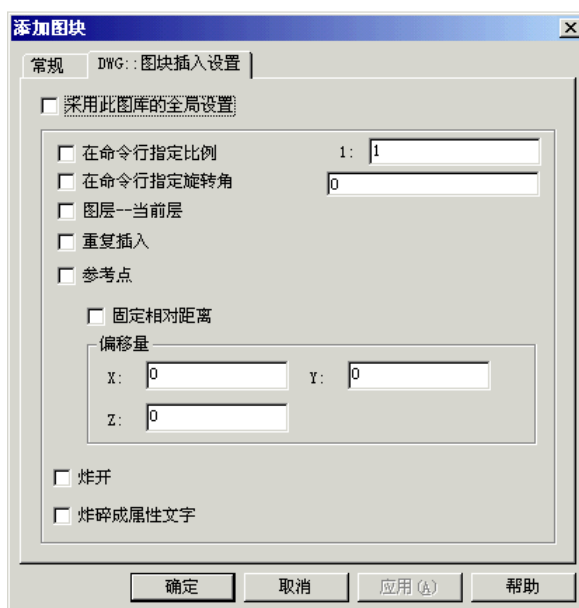 添加图块
常规 DWG::图块插入设置
采用此图库的全局设置
在命令行指定比例 1: 1
在命令行指定旋转角 0
图层--当前层
重复插入
参考点
固定相对距离
偏移量
X: 0 Y: 0
Z: 0
炸开
炸碎成属性文字
确定 取消 应用(A) 帮助